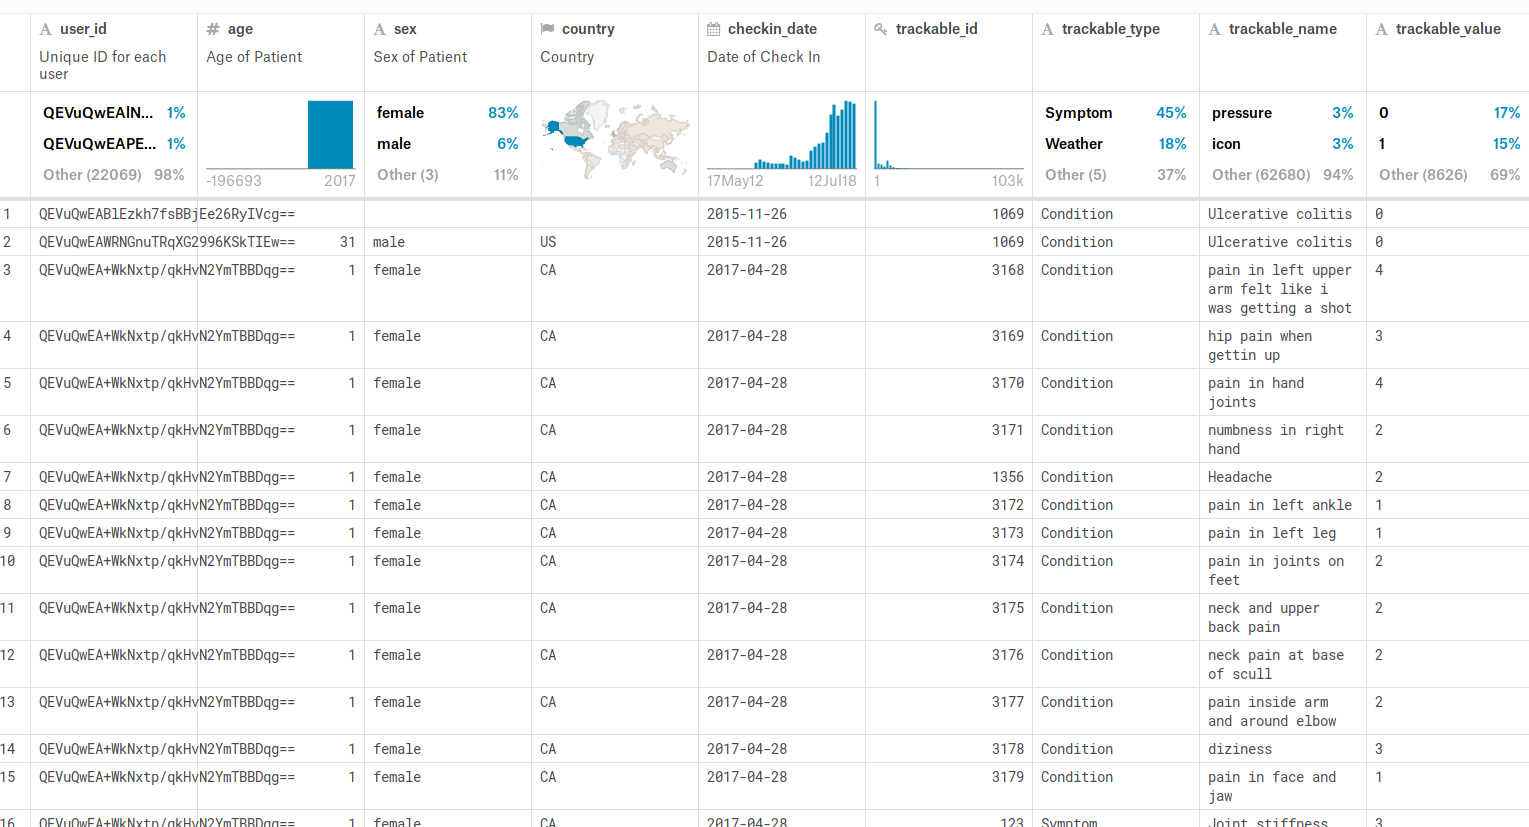 user_id age sex country checkin_date trackable_id trackable_type trackable_name trackable_value
Unique ID for each user Age of Patient Sex of Patient Country Date of Check In
QEVuQwEAlN... 1% female 83% Symptom 45% pressure 3% 0 17%
QEVuQwEAPE... 1% male 6% Weather 18% icon 3% 1 15%
Other (22069) 98% -196693 2017 Other (3) 11% 17May12 12Jul18 1 103k Other (5) 37% Other (62680) 94% Other (8626) 69%
1 QEVuQwEABlEzkh7fsBBjEe26RyIVcg== 2015-11-26 1069 Condition Ulcerative colitis 0
2 QEVuQwEAWRNGnuTRqXG2996KSkTIEw== 31 male US 2015-11-26 1069 Condition Ulcerative colitis 0
3 QEVuQwEA+WkNxtp/qkHvN2YmTBBDqg== 1 female CA 2017-04-28 3168 Condition pain in left upper arm felt like i was getting a shot 4
4 QEVuQwEA+WkNxtp/qkHvN2YmTBBDqg== 1 female CA 2017-04-28 3169 Condition hip pain when gettin up 3
5 QEVuQwEA+WkNxtp/qkHvN2YmTBBDqg== 1 female CA 2017-04-28 3170 Condition pain in hand joints 4
6 QEVuQwEA+WkNxtp/qkHvN2YmTBBDqg== 1 female CA 2017-04-28 3171 Condition numbness in right hand 2
7 QEVuQwEA+WkNxtp/qkHvN2YmTBBDqg== 1 female CA 2017-04-28 1356 Condition Headache 2
8 QEVuQwEA+WkNxtp/qkHvN2YmTBBDqg== 1 female CA 2017-04-28 3172 Condition pain in left ankle 1
9 QEVuQwEA+WkNxtp/qkHvN2YmTBBDqg== 1 female CA 2017-04-28 3173 Condition pain in left leg 1
10 QEVuQwEA+WkNxtp/qkHvN2YmTBBDqg== 1 female CA 2017-04-28 3174 Condition pain in joints on feet 2
11 QEVuQwEA+WkNxtp/qkHvN2YmTBBDqg== 1 female CA 2017-04-28 3175 Condition neck and upper back pain 2
12 QEVuQwEA+WkNxtp/qkHvN2YmTBBDqg== 1 female CA 2017-04-28 3176 Condition neck pain at base of scull 2
13 QEVuQwEA+WkNxtp/qkHvN2YmTBBDqg== 1 female CA 2017-04-28 3177 Condition pain inside arm and around elbow 2
14 QEVuQwEA+WkNxtp/qkHvN2YmTBBDqg== 1 female CA 2017-04-28 3178 Condition diziness 3
15 QEVuQwEA+WkNxtp/qkHvN2YmTBBDqg== 1 female CA 2017-04-28 3179 Condition pain in face and jaw 1
16 QEVuQwEA+WkNxtp/qkHvN2YmTBBDqg== 1 female CA 2017-04-28 123 Symptom Joint stiffness 3